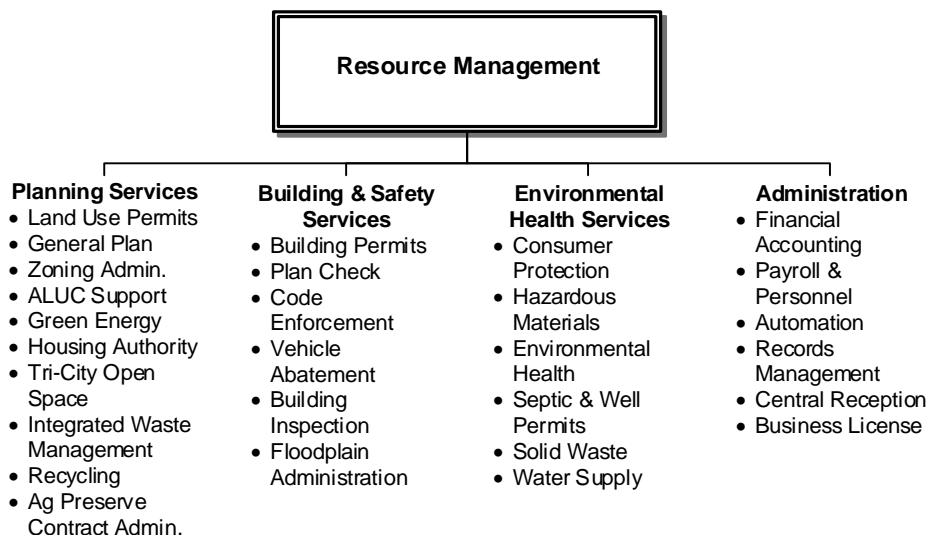 Resource Management
Planning Services
• Land Use Permits
• General Plan
• Zoning Admin.
• ALUC Support
• Green Energy
• Housing Authority
• Tri-City Open
Space
• Integrated Waste
Management
• Recycling
• Ag Preserve
Contract Admin.
Building & Safety
Services
• Building Permits
• Plan Check
• Code
Enforcement
• Vehicle
Abatement
• Building
Inspection
• Floodplain
Administration
Environmental
Health Services
• Consumer
Protection
• Hazardous
Materials
• Environmental
Health
• Septic & Well
Permits
• Solid Waste
• Water Supply
Administration
• Financial
Accounting
• Payroll &
Personnel
• Automation
• Records
Management
• Central Reception
• Business License